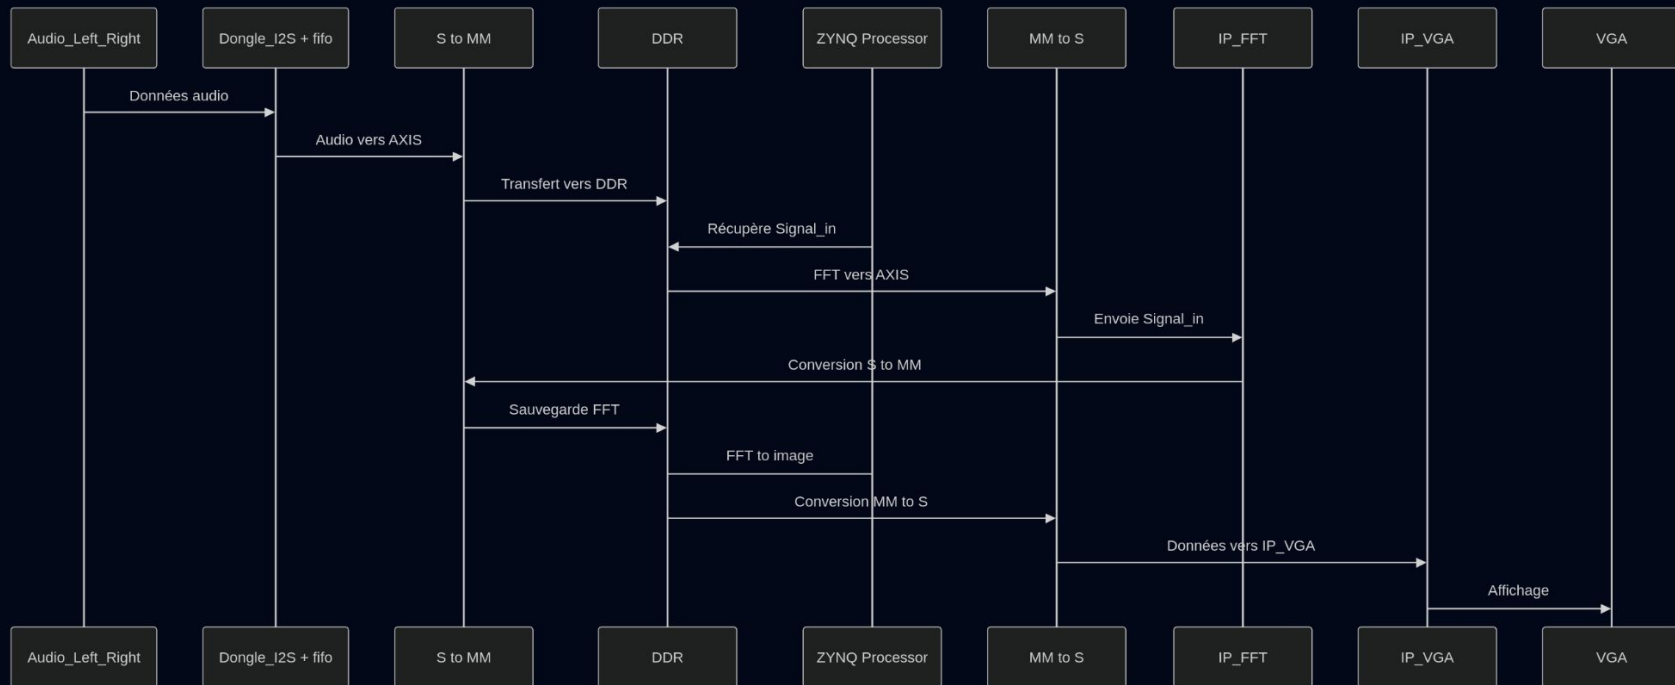 Audio_Left_Right
Dongle_I2S + fifo
S to MM
DDR
ZYNQ Processor
MM to S
IP_FFT
IP_VGA
VGA
Données audio
Audio vers AXIS
Transfert vers DDR
Récupère Signal_in
FFT vers AXIS
Envoie Signal_in
Conversion S to MM
Sauvegarde FFT
FFT to image
Conversion MM to S
Données vers IP_VGA
Affichage
Audio_Left_Right
Dongle_I2S + fifo
S to MM
DDR
ZYNQ Processor
MM to S
IP_FFT
IP_VGA
VGA